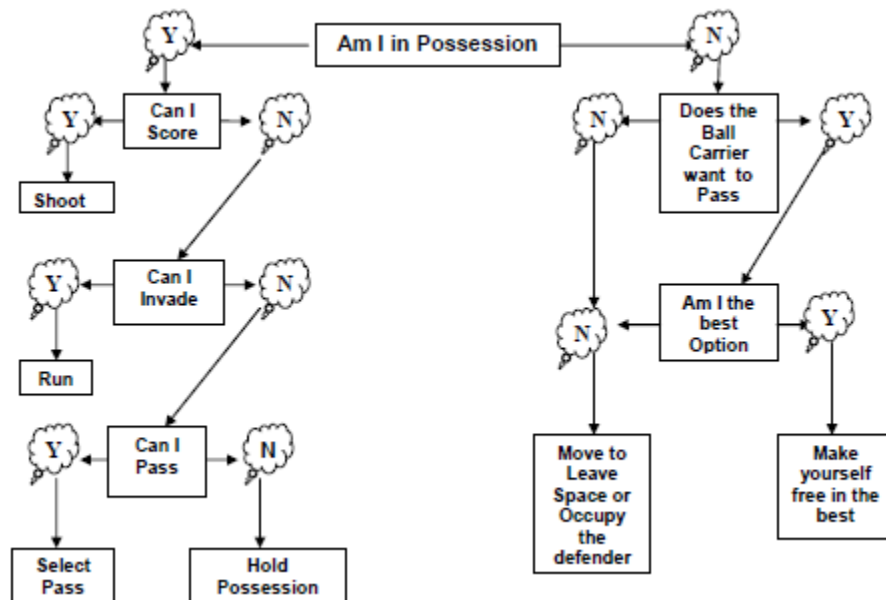 Y
Am I in Possession
N
Y
Can I
Score
N
N
Does the
Ball
Carrier
want to
Pass
Y
Shoot
Y
Can I
Invade
N
N
Am I the
best
Option
Y
Run
Y
Can I
Pass
N
Move to
Leave
Space or
Occupy
the
defender
Make
yourself
free in the
best
Select
Pass
Hold
Possession